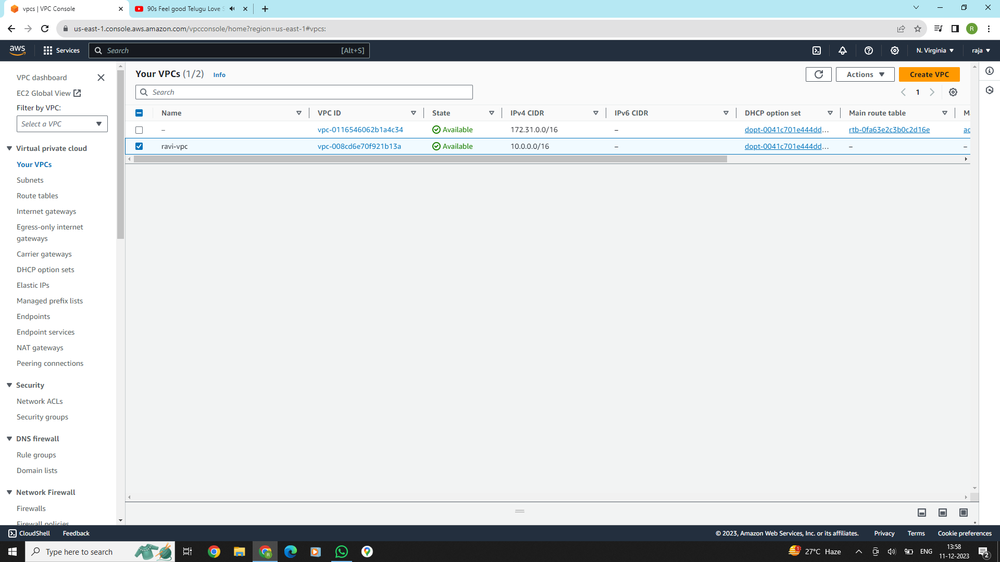 vpcs | VPC Console
90s Feel good Telugu Love S
us-east-1.console.aws.amazon.com/vpcconsole/home?region=us-east-1#vpcs:
R
aws
Services
Search
[Alt+S]
N. Virginia
raja
VPC dashboard
EC2 Global View
Filter by VPC:
Select a VPC
Virtual private cloud
Your VPCs
Subnets
Route tables
Internet gateways
Egress-only internet
gateways
Carrier gateways
DHCP option sets
Elastic IPs
Managed prefix lists
Endpoints
Endpoint services
NAT gateways
Peering connections
Security
Network ACLs
Security groups
DNS firewall
Rule groups
Domain lists
Network Firewall
Firewalls
Firewall policies
Your VPCs (1/2) Info
Actions
Create VPC
Search
1
Name VPC ID State IPv4 CIDR IPv6 CIDR DHCP option set Main route table M
– vpc-0116546062b1a4c34 Available 172.31.0.0/16 – dopt-0041c701e444dd… rtb-0fa63e2c3b0c2d16e ac
ravi-vpc vpc-008cd6e70f921b13a Available 10.0.0.0/16 – dopt-0041c701e444dd… – –
CloudShell Feedback © 2023, Amazon Web Services, Inc. or its affiliates. Privacy Terms Cookie preferences
Type here to search
R
1
27°C Haze
ENG
13:58
11-12-2023
2